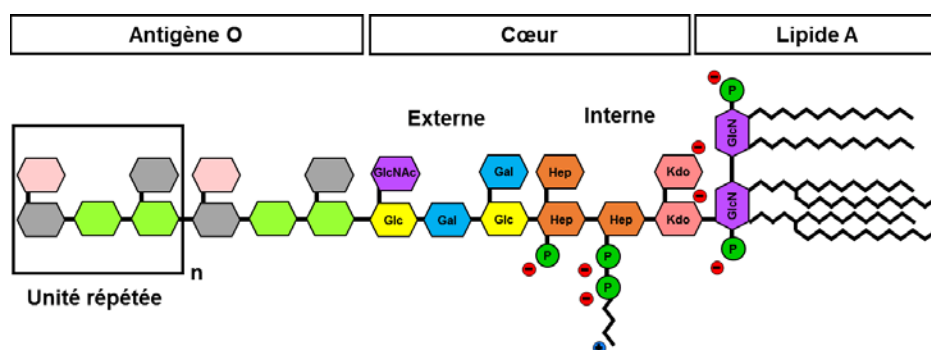 Antigène O
Cœur
Lipide A
Externe
Interne
P
GlcN
GlcNAc
Gal
Hep
Kdo
Glc
Gal
Glc
Hep
Hep
Kdo
GlcN
P
P
P
P
n
Unité répétée